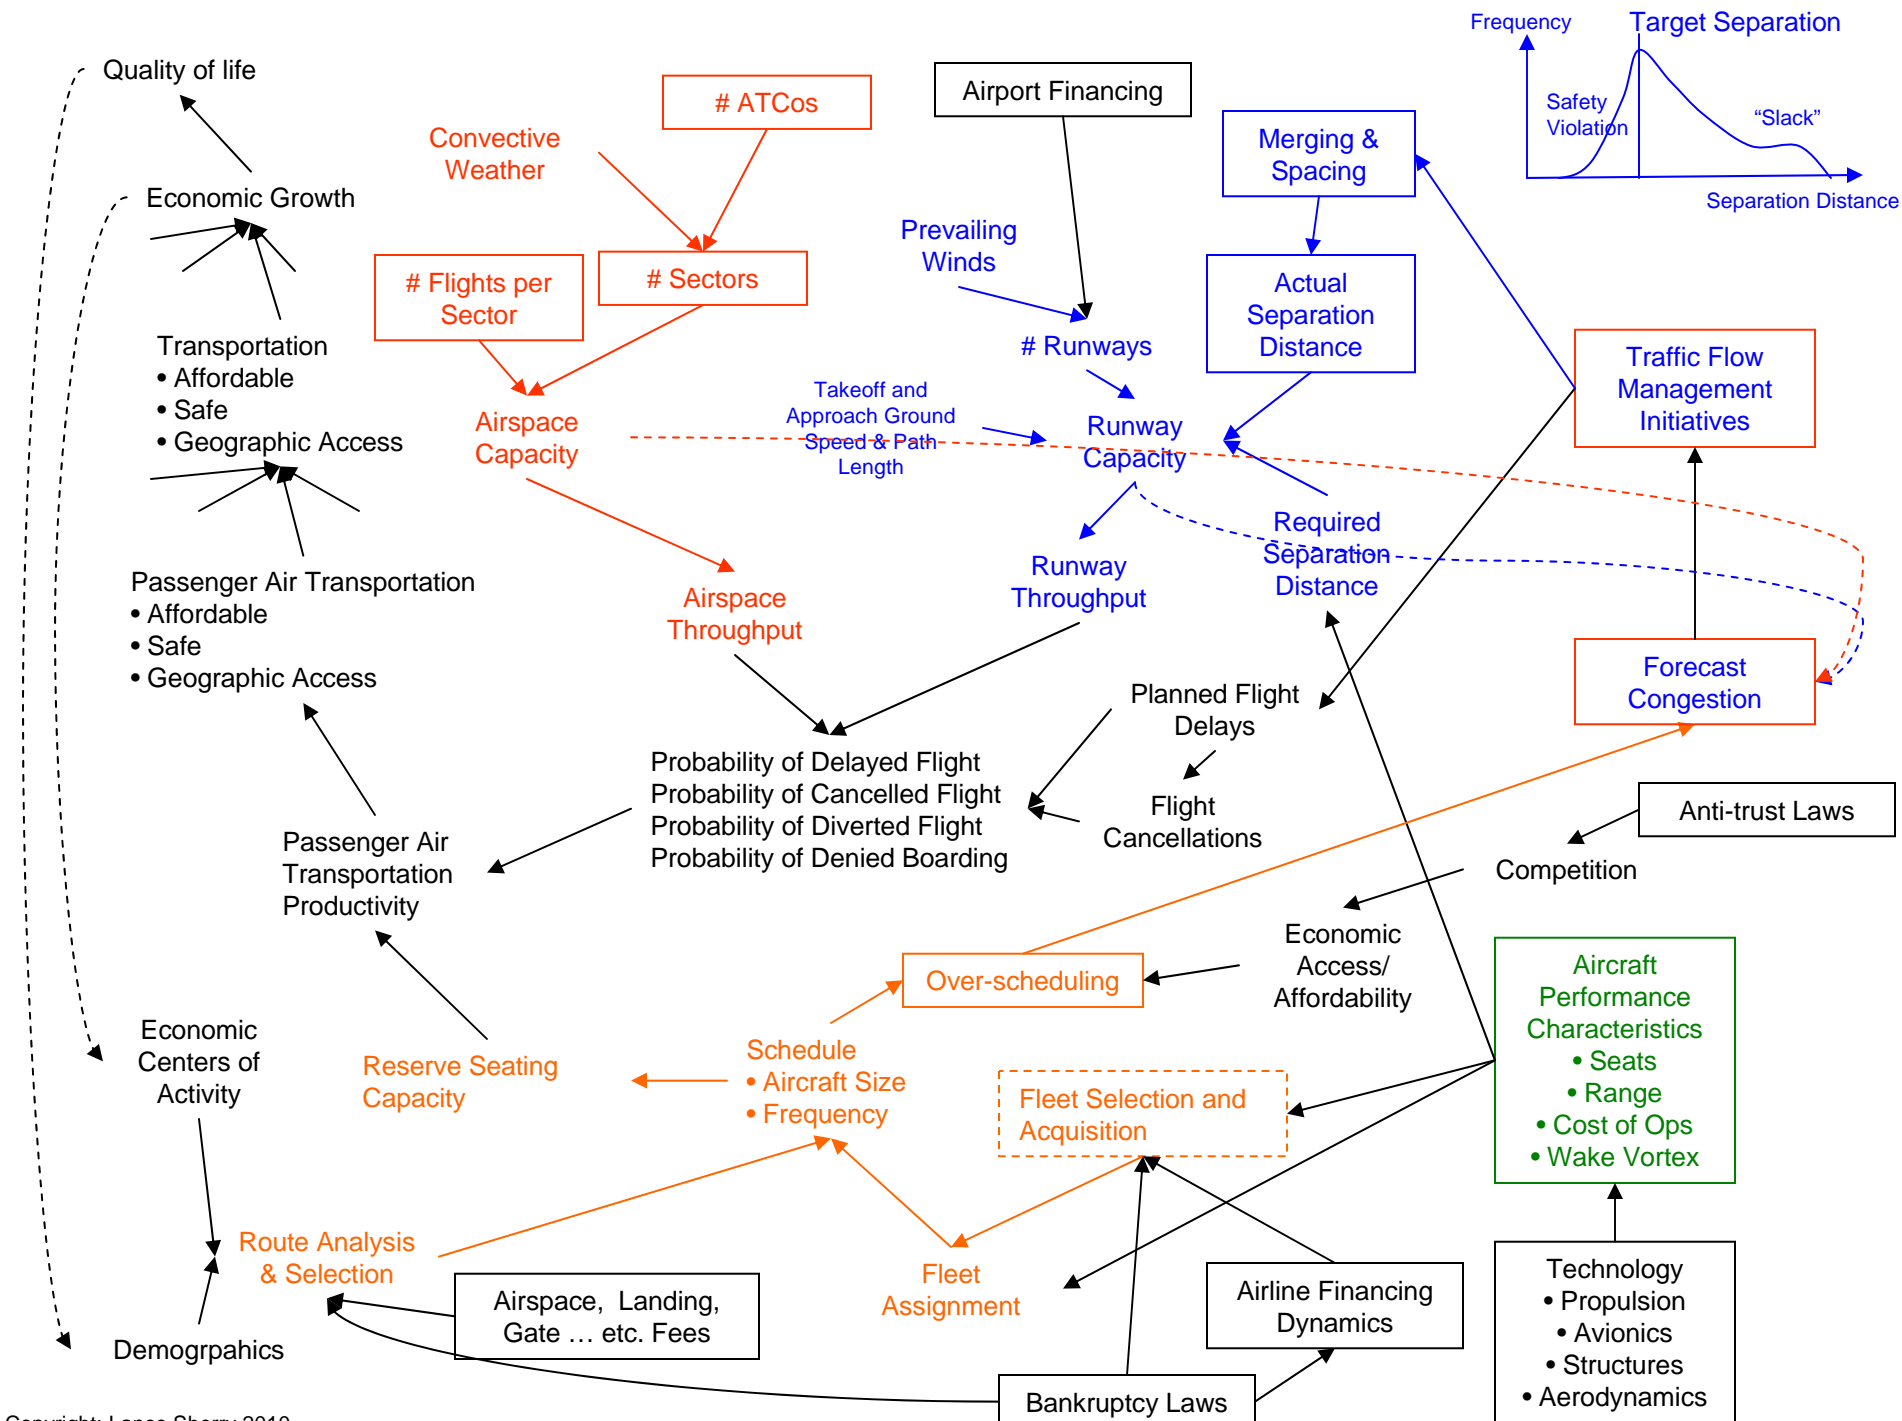 Frequency
Target Separation
Safety
Violation
“Slack”
Separation Distance
Quality of life
# ATCos
Airport Financing
Convective
Weather
Merging &
Spacing
Economic Growth
Prevailing
Winds
# Flights per
Sector
# Sectors
Actual
Separation
Distance
Transportation
• Affordable
• Safe
• Geographic Access
# Runways
Traffic Flow
Management
Initiatives
Takeoff and
Approach Ground
Speed & Path
Length
Airspace
Capacity
Runway
Capacity
Required
Separation
Distance
Passenger Air Transportation
• Affordable
• Safe
• Geographic Access
Airspace
Throughput
Runway
Throughput
Forecast
Congestion
Planned Flight
Delays
Probability of Delayed Flight
Probability of Cancelled Flight
Probability of Diverted Flight
Probability of Denied Boarding
Flight
Cancellations
Anti-trust Laws
Passenger Air
Transportation
Productivity
Competition
Economic
Access/
Affordability
Over-scheduling
Aircraft
Performance
Characteristics
• Seats
• Range
• Cost of Ops
• Wake Vortex
Economic
Centers of
Activity
Reserve Seating
Capacity
Schedule
• Aircraft Size
• Frequency
Fleet Selection and
Acquisition
Route Analysis
& Selection
Fleet
Assignment
Airspace, Landing,
Gate … etc. Fees
Airline Financing
Dynamics
Technology
• Propulsion
• Avionics
• Structures
• Aerodynamics
Demogrpahics
Bankruptcy Laws
Copyright: Lance Sherry 2010